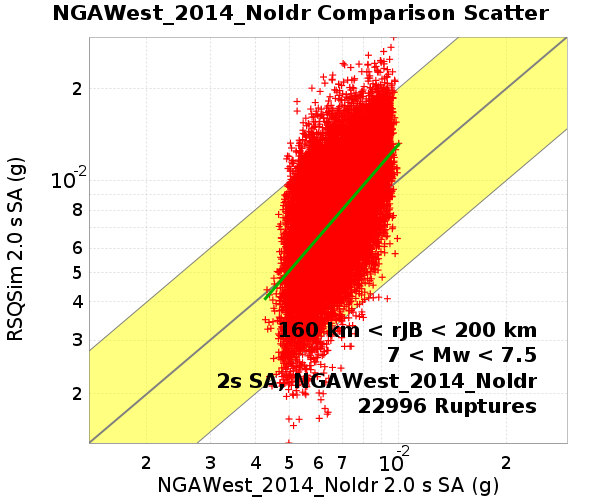 NGAWest_2014_NoIdr Comparison Scatter
RSQSim 2.0 s SA (g)
2
10-2
8
7
6
5
4
3
2
160 km < rJB < 200 km
7 < Mw < 7.5
2s SA, NGAWest_2014_NoIdr
22996 Ruptures
2 3 4 5 6 7 10-2 2
NGAWest_2014_NoIdr 2.0 s SA (g)